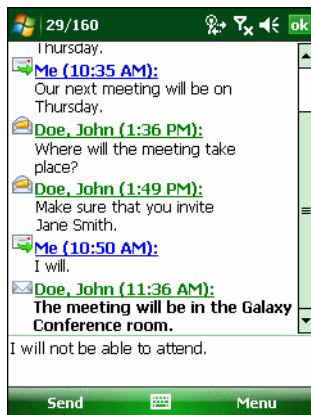 29/160
ok
Thursday.
Me (10:35 AM):
Our next meeting will be on
Thursday.
Doe, John (1:36 PM):
Where will the meeting take
place?
Doe, John (1:49 PM):
Make sure that you invite
Jane Smith.
Me (10:50 AM):
I will.
Doe, John (11:36 AM):
The meeting will be in the Galaxy
Conference room.
I will not be able to attend.
Send
Menu